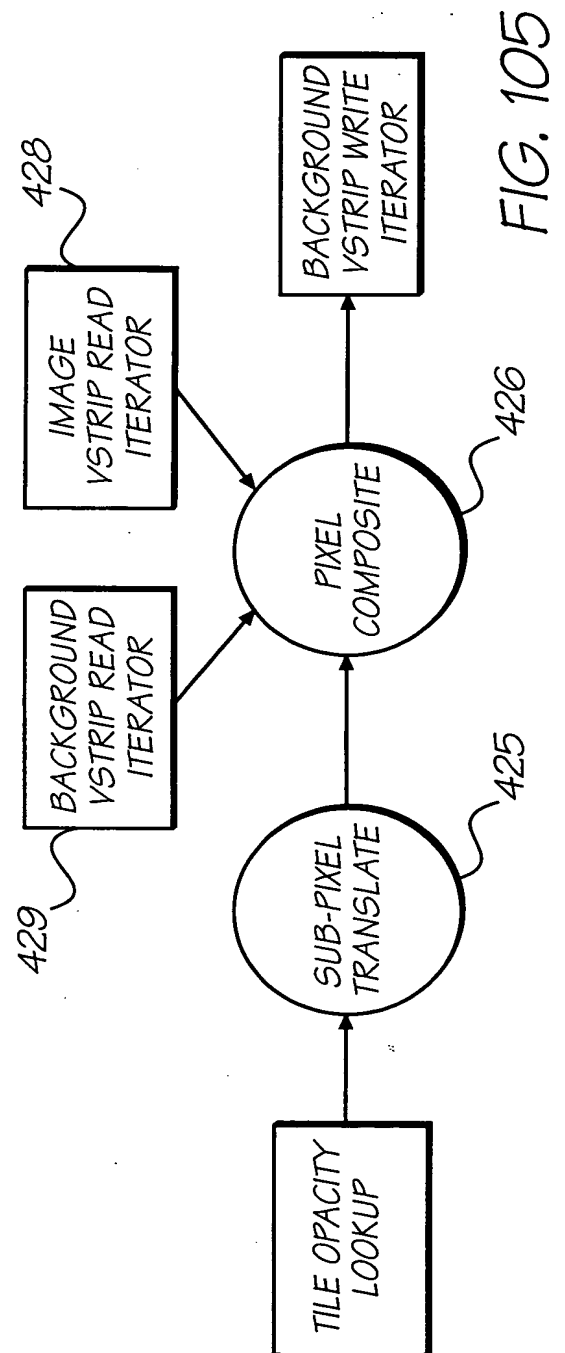 429
BACKGROUND
VSTRIP READ
ITERATOR
428
IMAGE
VSTRIP READ
ITERATOR
TILE OPACITY
LOOKUP
SUB-PIXEL
TRANSLATE
425
PIXEL
COMPOSITE
426
BACKGROUND
VSTRIP WRITE
ITERATOR
FIG. 105